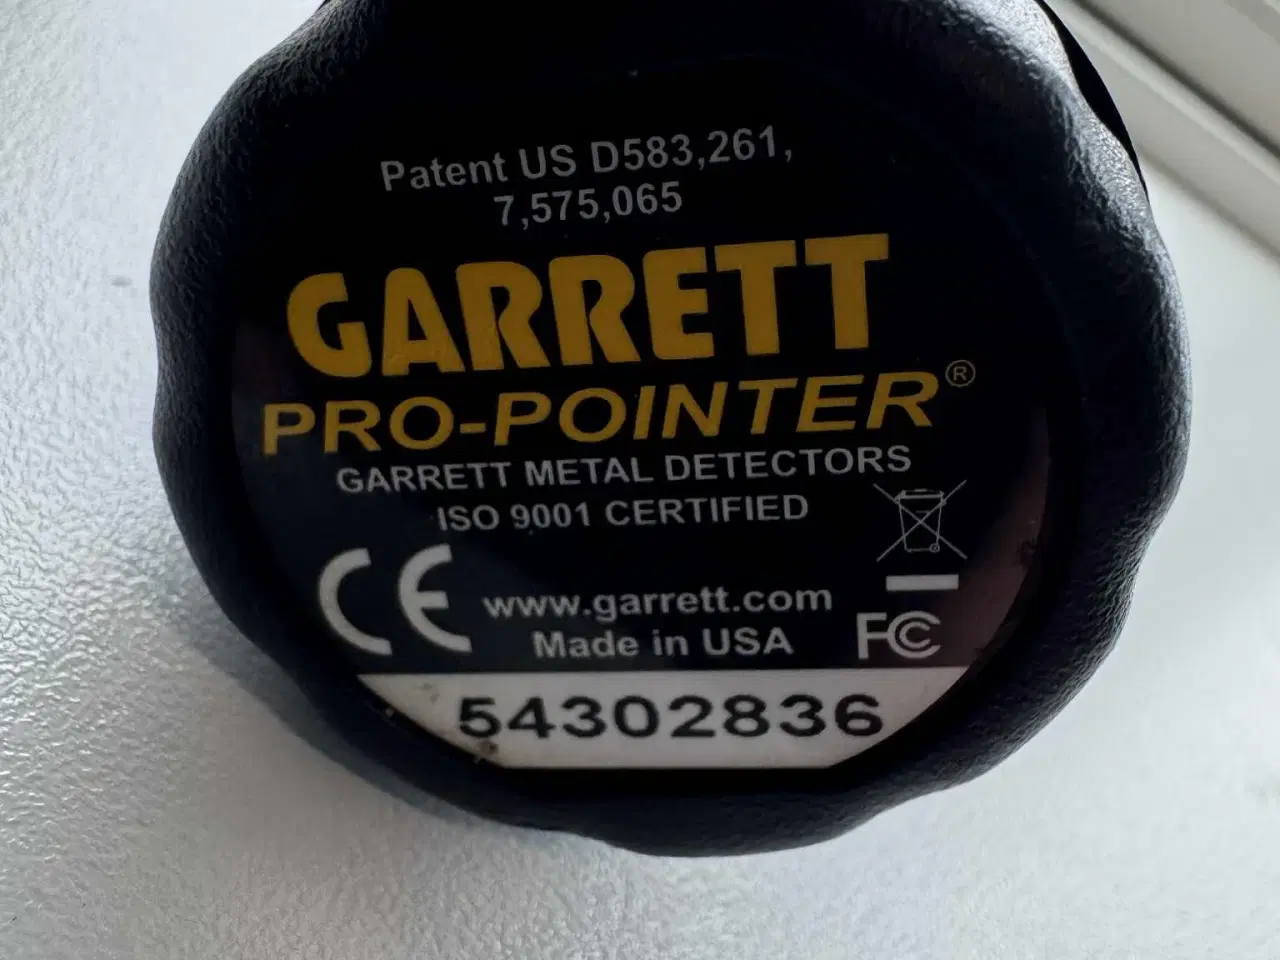 Patent US D583,261,
7,575,065
GARRETT
PRO-POINTER®
GARRETT METAL DETECTORS
ISO 9001 CERTIFIED
CE
www.garrett.com
Made in USA
FC
54302836